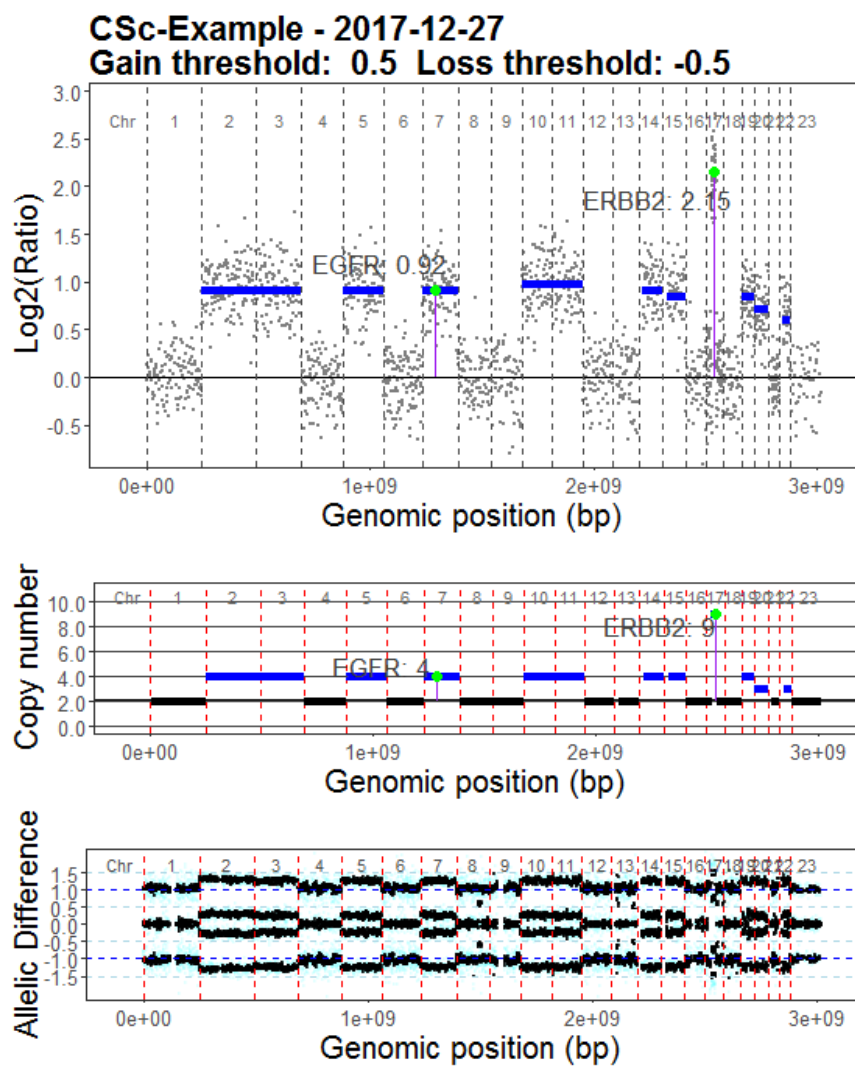 CSc-Example - 2017-12-27
Gain threshold:  0.5  Loss threshold: -0.5
Log2(Ratio)
3.0
2.5
2.0
1.5
1.0
0.5
0.0
-0.5
Chr 1 2 3 4 5 6 7 8 9 10 11 12 13 14 15 16 17 18 19 20 21 22 23
ERBB2: 2.15
EGFR: 0.92
0e+00 1e+09 2e+09 3e+09
Genomic position (bp)
Copy number
10.0
8.0
6.0
4.0
2.0
0.0
Chr 1 2 3 4 5 6 7 8 9 10 11 12 13 14 15 16 17 18 19 20 21 22 23
ERBB2: 9
EGFR: 4
0e+00 1e+09 2e+09 3e+09
Genomic position (bp)
Allelic Difference
1.5
1.0
0.5
0.0
-0.5
-1.0
-1.5
Chr 1 2 3 4 5 6 7 8 9 10 11 12 13 14 15 16 17 18 19 20 21 22 23
0e+00 1e+09 2e+09 3e+09
Genomic position (bp)